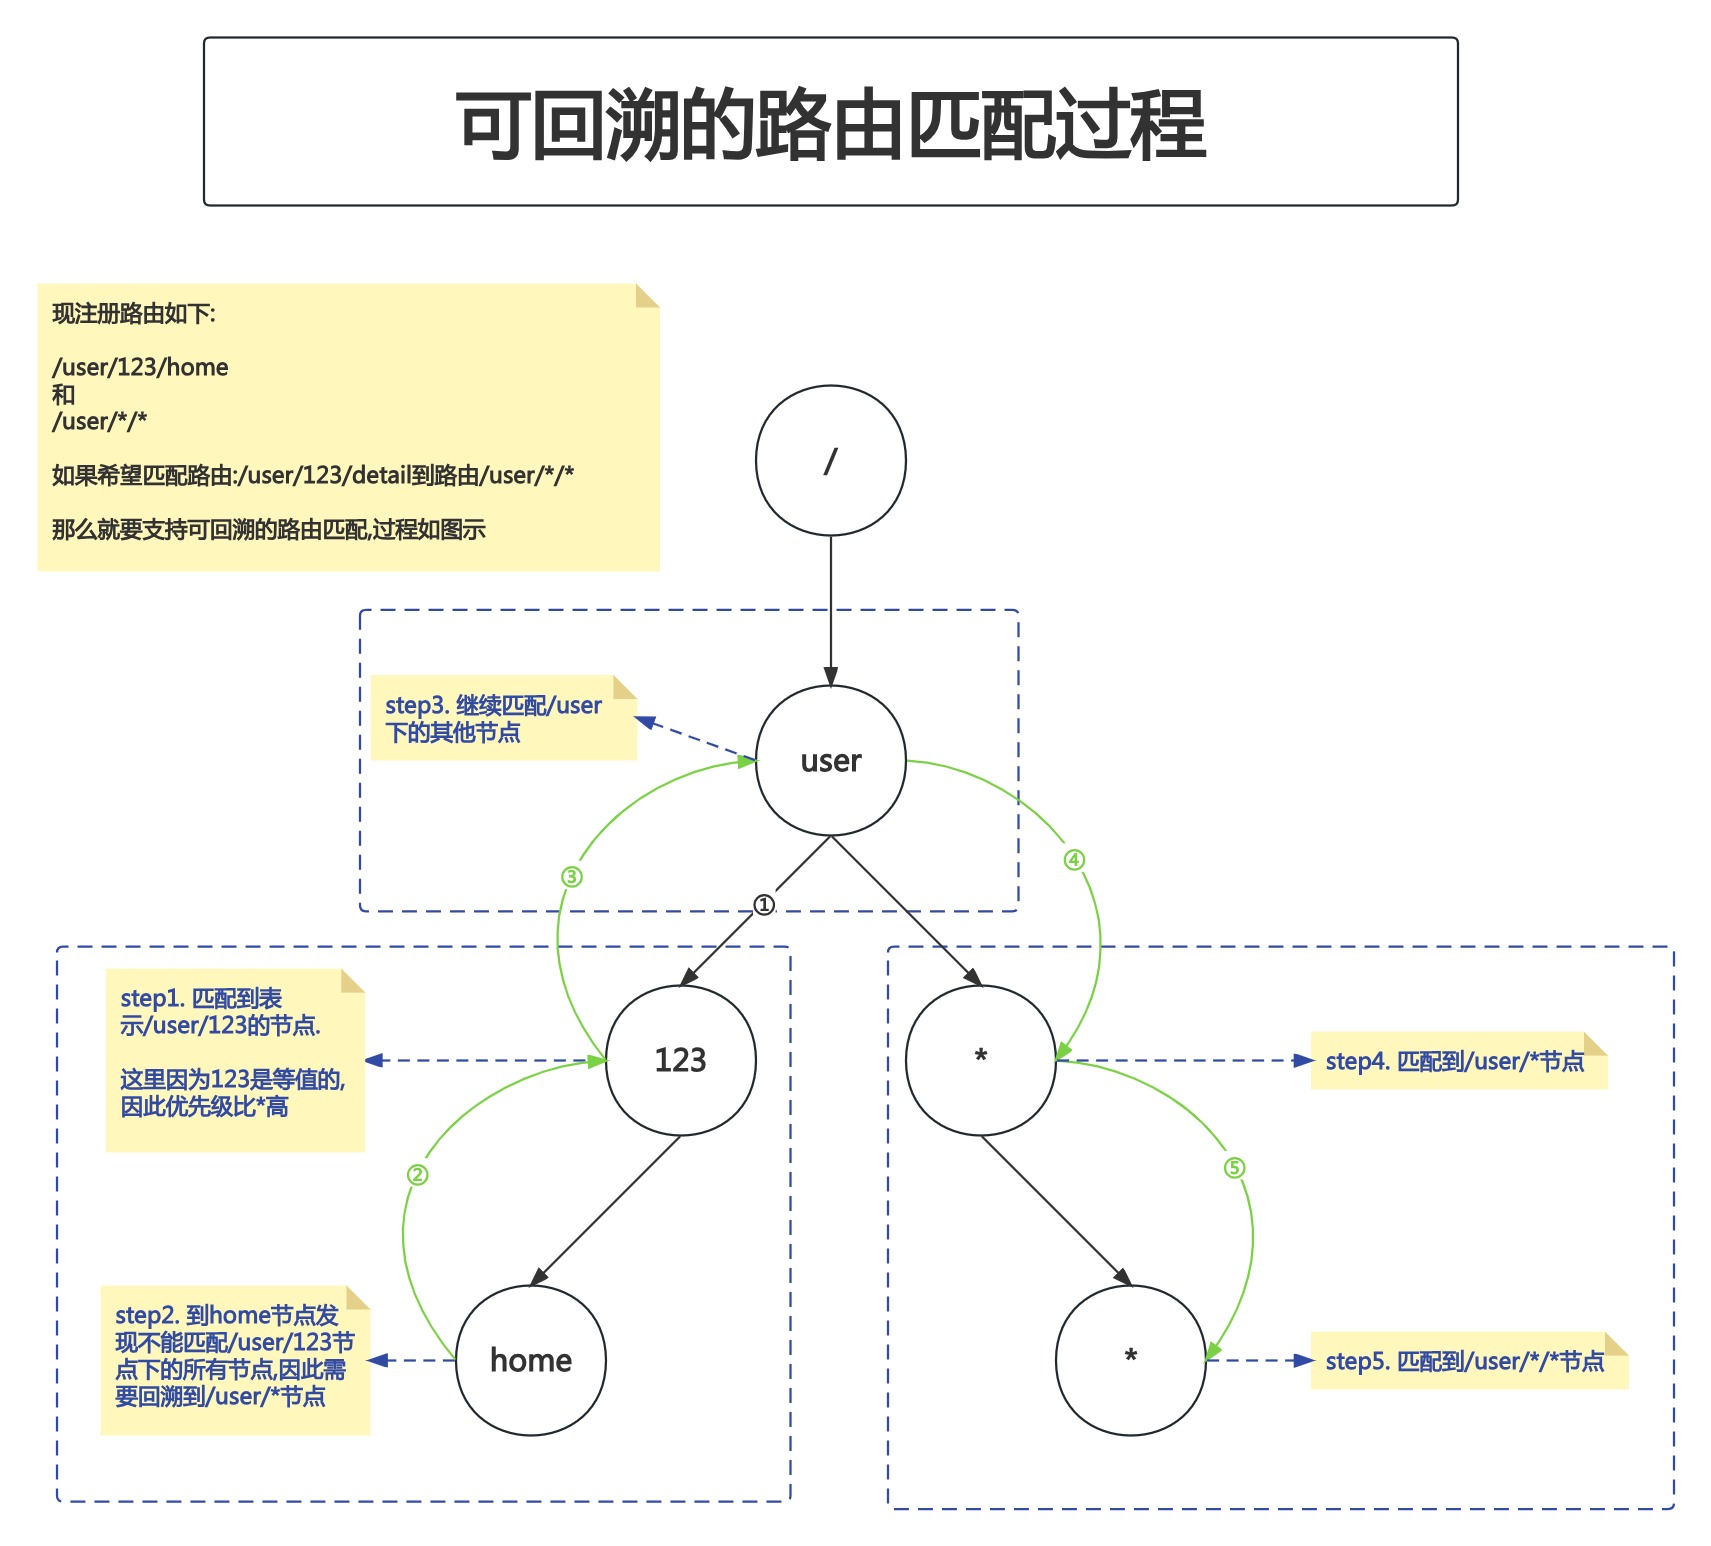 可回溯的路由匹配过程
现注册路由如下:
/user/123/home
和
/user/*/*
如果希望匹配路由:/user/123/detail到路由/user/*/*
那么就要支持可回溯的路由匹配,过程如图示
/
step3. 继续匹配/user
下的其他节点
user
④
③
①
step1. 匹配到表
示/user/123的节点.
这里因为123是等值的,
因此优先级比*高
123
*
step4. 匹配到/user/*节点
②
⑤
step2. 到home节点发
现不能匹配/user/123节
点下的所有节点,因此需
要回溯到/user/*节点
home
*
step5. 匹配到/user/*/*节点